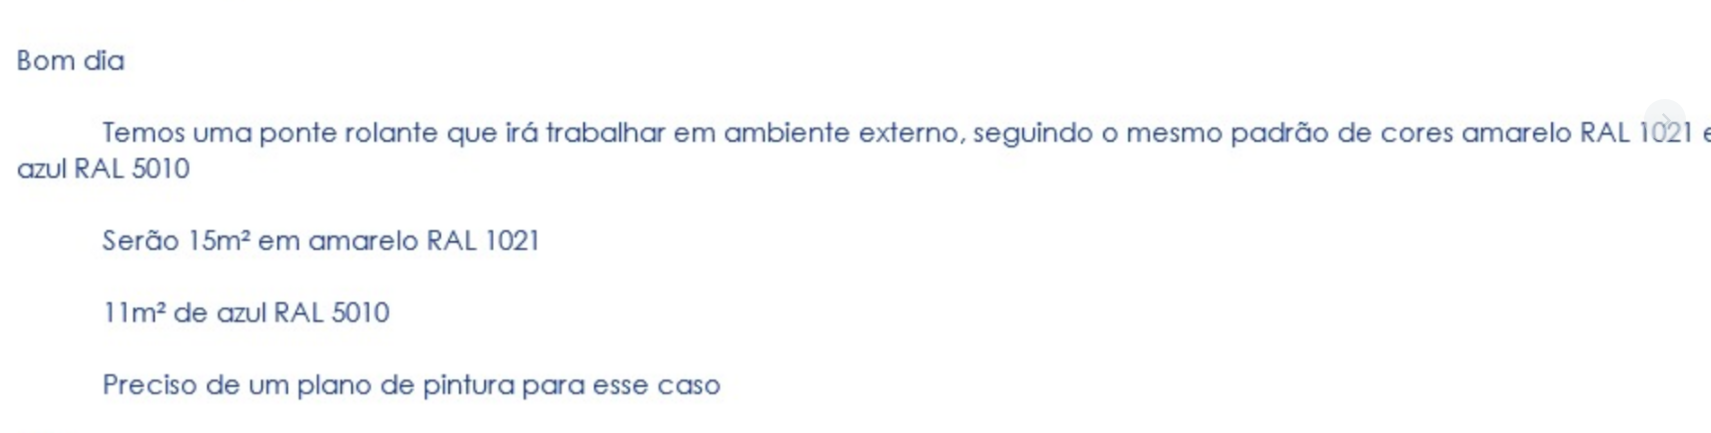 Bom dia
Temos uma ponte rolante que irá trabalhar em ambiente externo, seguindo o mesmo padrão de cores amarelo RAL 1021 e
azul RAL 5010
Serão 15m² em amarelo RAL 1021
11m² de azul RAL 5010
Preciso de um plano de pintura para esse caso